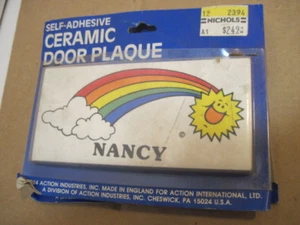 SELF-ADHESIVE
CERAMIC
DOOR PLAQUE
NICHOLS
A1
NANCY
ACTION INDUSTRIES, INC. MADE IN ENGLAND FOR ACTION INTERNATIONAL, LTD.
A DIVISION OF ACTION INDUSTRIES, INC. CHESWICK, PA 15024 U.S.A.